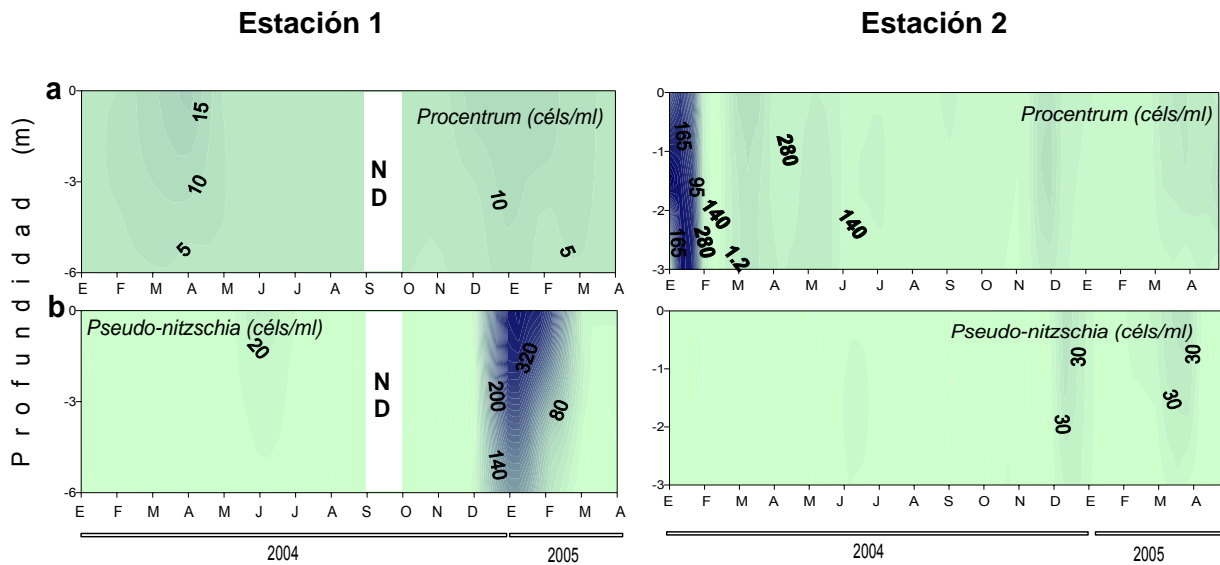 Estación 1
Estación 2
Profundidad (m)
a
0
-3
-6
15
10
5
N
D
Procentrum (céls/ml)
10
5
E F M A M J J A S O N D E F M A
0
-1
-2
-3
Procentrum (céls/ml)
165
95
140
280
165
280
1.2
140
E F M A M J J A S O N D E F M A
b
0
-3
-6
Pseudo-nitzschia (céls/ml)
20
N
D
320
200
80
140
E F M A M J J A S O N D E F M A
2004
2005
0
-1
-2
-3
Pseudo-nitzschia (céls/ml)
30
30
30
30
E F M A M J J A S O N D E F M A
2004
2005